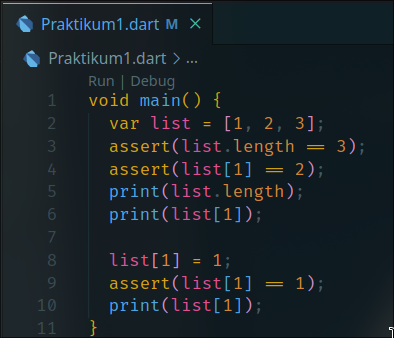 Praktikum1.dart M ×
Praktikum1.dart > ...
Run | Debug
1 void main() {
2 var list = [1, 2, 3];
3 assert(list.length == 3);
4 assert(list[1] == 2);
5 print(list.length);
6 print(list[1]);
7
8 list[1] = 1;
9 assert(list[1] == 1);
10 print(list[1]);
11 }